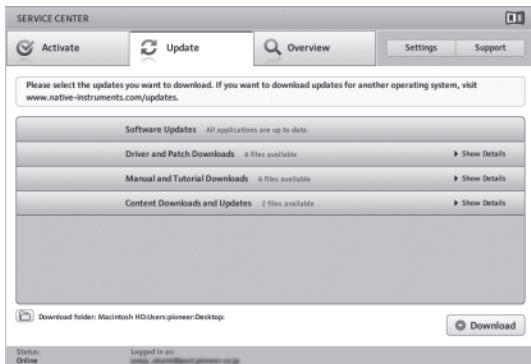 SERVICE CENTER
Activate
Update
Overview
Settings
Support
Please select the updates you want to download. If you want to download updates for another operating system, visit
www.native-instruments.com/updates.
Software Updates All applications are up to date.
Driver and Patch Downloads 6 files available
Show Details
Manual and Tutorial Downloads 6 files available
Show Details
Content Downloads and Updates 2 files available
Show Details
Download folder: Macintosh HD:Users:pioneer:Desktop:
Download
Status:
Online
Logged in as: